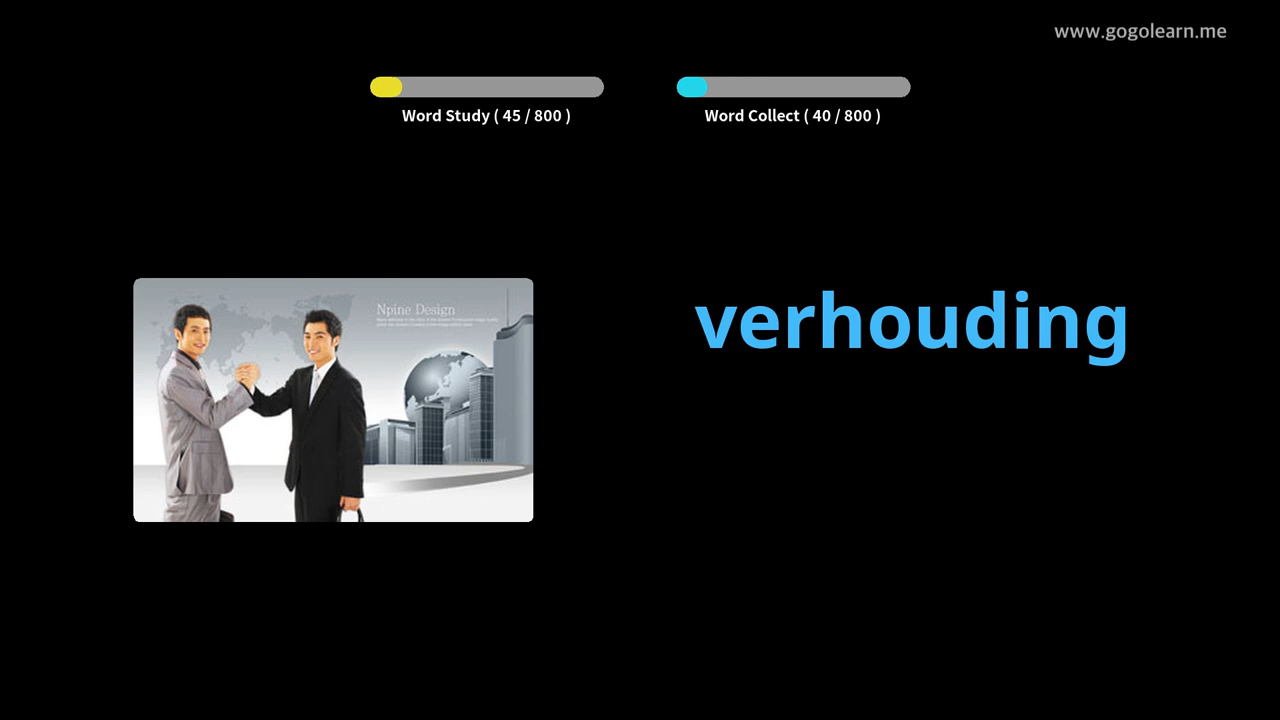 www.gogolearn.me
Word Study ( 45 / 800 )
Word Collect ( 40 / 800 )
Npine Design
verhouding